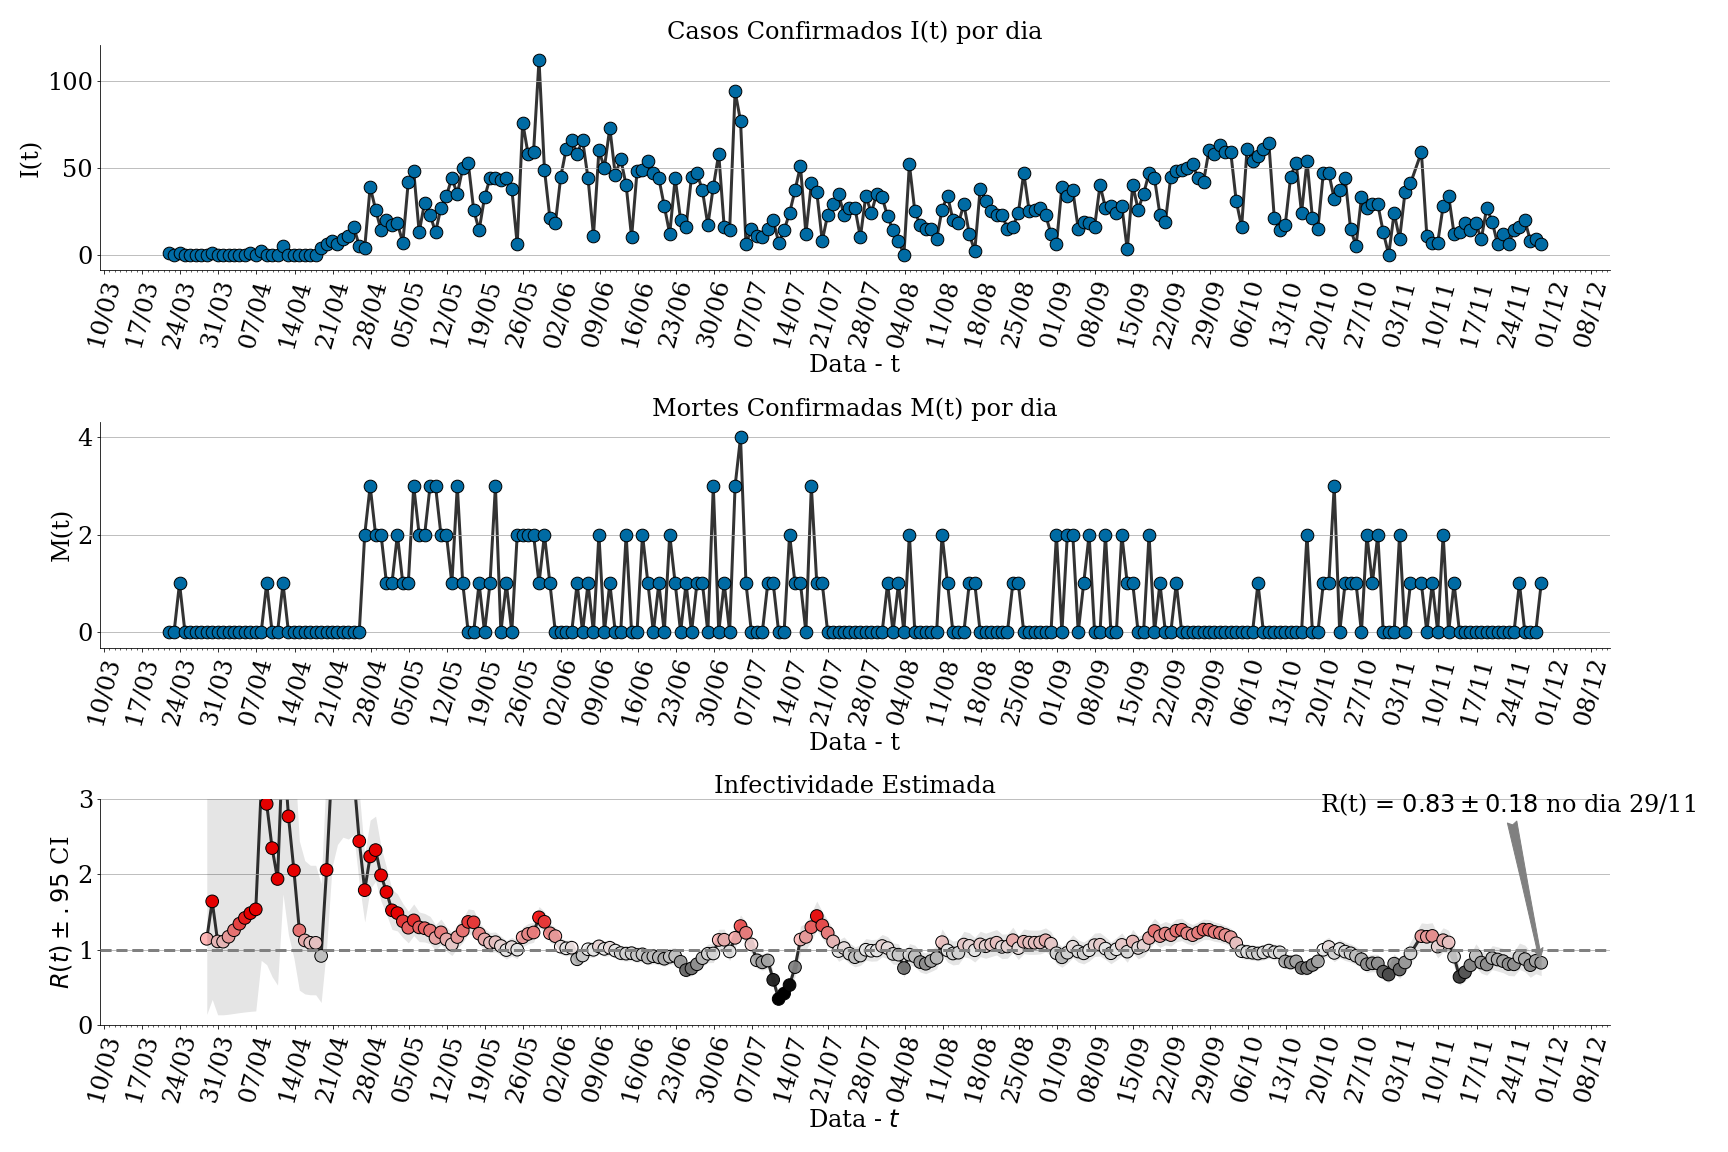 Casos Confirmados I(t) por dia
I(t)
100
50
0
10/03 17/03 24/03 31/03 07/04 14/04 21/04 28/04 05/05 12/05 19/05 26/05 02/06 09/06 16/06 23/06 30/06 07/07 14/07 21/07 28/07 04/08 11/08 18/08 25/08 01/09 08/09 15/09 22/09 29/09 06/10 13/10 20/10 27/10 03/11 10/11 17/11 24/11 01/12 08/12
Data - t
Mortes Confirmadas M(t) por dia
M(t)
4
2
0
10/03 17/03 24/03 31/03 07/04 14/04 21/04 28/04 05/05 12/05 19/05 26/05 02/06 09/06 16/06 23/06 30/06 07/07 14/07 21/07 28/07 04/08 11/08 18/08 25/08 01/09 08/09 15/09 22/09 29/09 06/10 13/10 20/10 27/10 03/11 10/11 17/11 24/11 01/12 08/12
Data - t
Infectividade Estimada
R(t) = 0.83 ± 0.18 no dia 29/11
R(t) ± .95 CI
3
2
1
0
10/03 17/03 24/03 31/03 07/04 14/04 21/04 28/04 05/05 12/05 19/05 26/05 02/06 09/06 16/06 23/06 30/06 07/07 14/07 21/07 28/07 04/08 11/08 18/08 25/08 01/09 08/09 15/09 22/09 29/09 06/10 13/10 20/10 27/10 03/11 10/11 17/11 24/11 01/12 08/12
Data - t